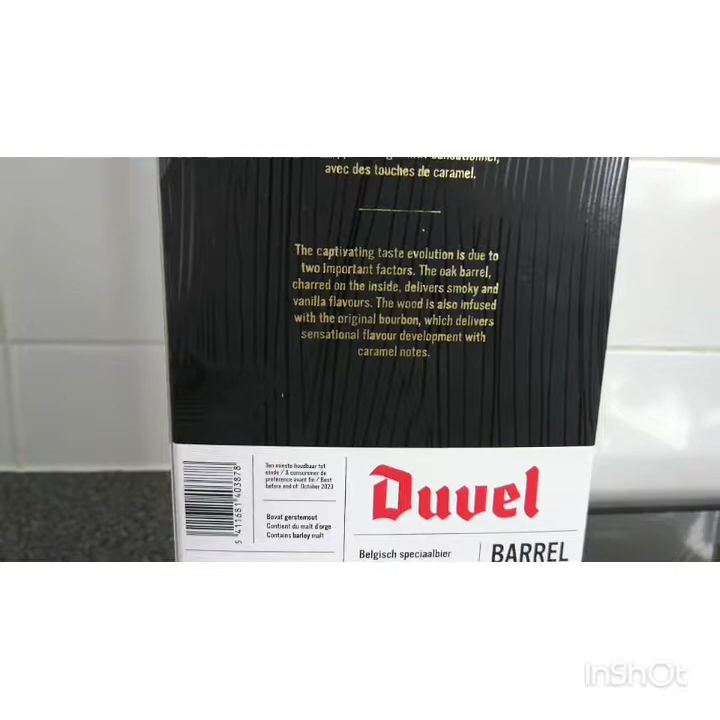 avec des touches de caramel.
The captivating taste evolution is due to
two important factors. The oak barrel,
charred on the inside, delivers smoky and
vanilla flavours. The wood is also infused
with the original bourbon, which delivers
sensational flavour development with
caramel notes.
5 411681 403878
Ten minste houdbaar tot
einde / A consommer de
préférence avant fin / Best
before end of: October 2023
Bevat gerstemout
Contient du malt d'orge
Contains barley malt
Duvel
Belgisch speciaalbier
BARREL
InShOt